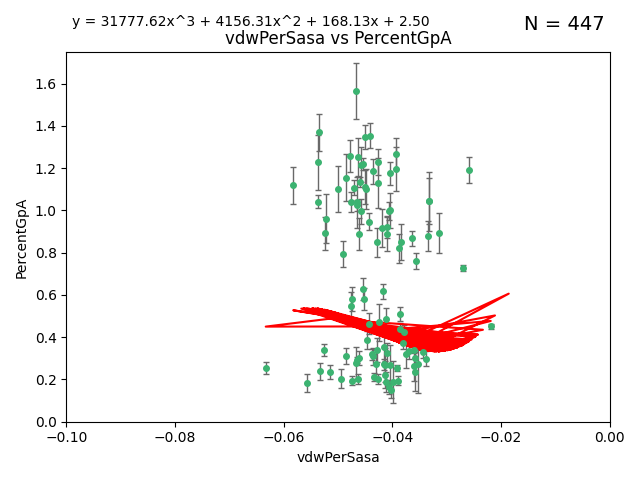 y = 31777.62x^3 + 4156.31x^2 + 168.13x + 2.50
N = 447
vdwPerSasa vs PercentGpA
PercentGpA
1.6
1.4
1.2
1.0
0.8
0.6
0.4
0.2
0.0
−0.10 −0.08 −0.06 −0.04 −0.02 0.00
vdwPerSasa